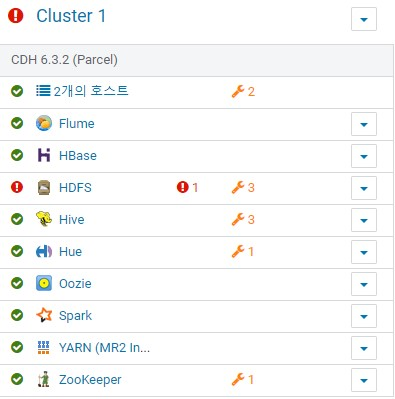 Cluster 1
CDH 6.3.2 (Parcel)
2개의 호스트 2
Flume
HBase
HDFS 1 3
Hive 3
Hue 1
Oozie
Spark
YARN (MR2 In...
ZooKeeper 1